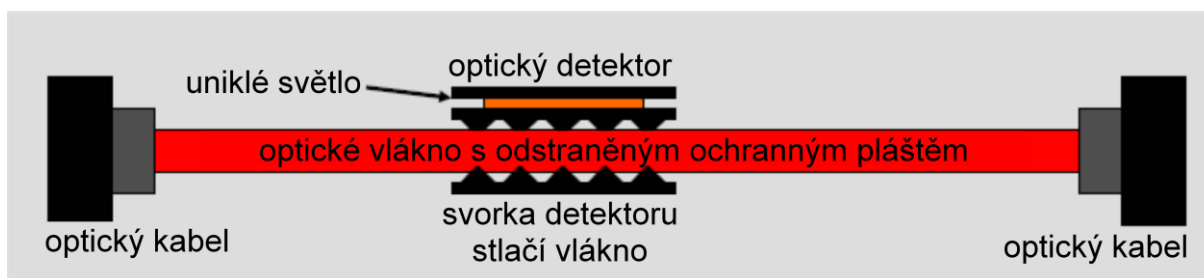 optický detektor
uniklé světlo
optické vlákno s odstraněným ochranným pláštěm
svorka detektoru
stlačí vlákno
optický kabel
optický kabel